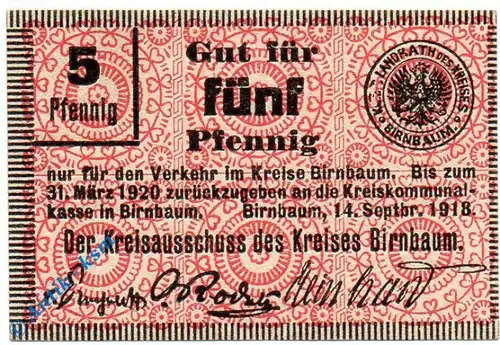 5
Pfennig
Gut für
fünf
Pfennig
LANDRATH DES KREISES
BIRNBAUM.
nur für den Verkehr im Kreise Birnbaum. Bis zum
31. März 1920 zurückzugeben an die Kreiskommunal-
kasse in Birnbaum. Birnbaum, 14. Septbr. 1918.
Der Kreisausschuss des Kreises Birnbaum.